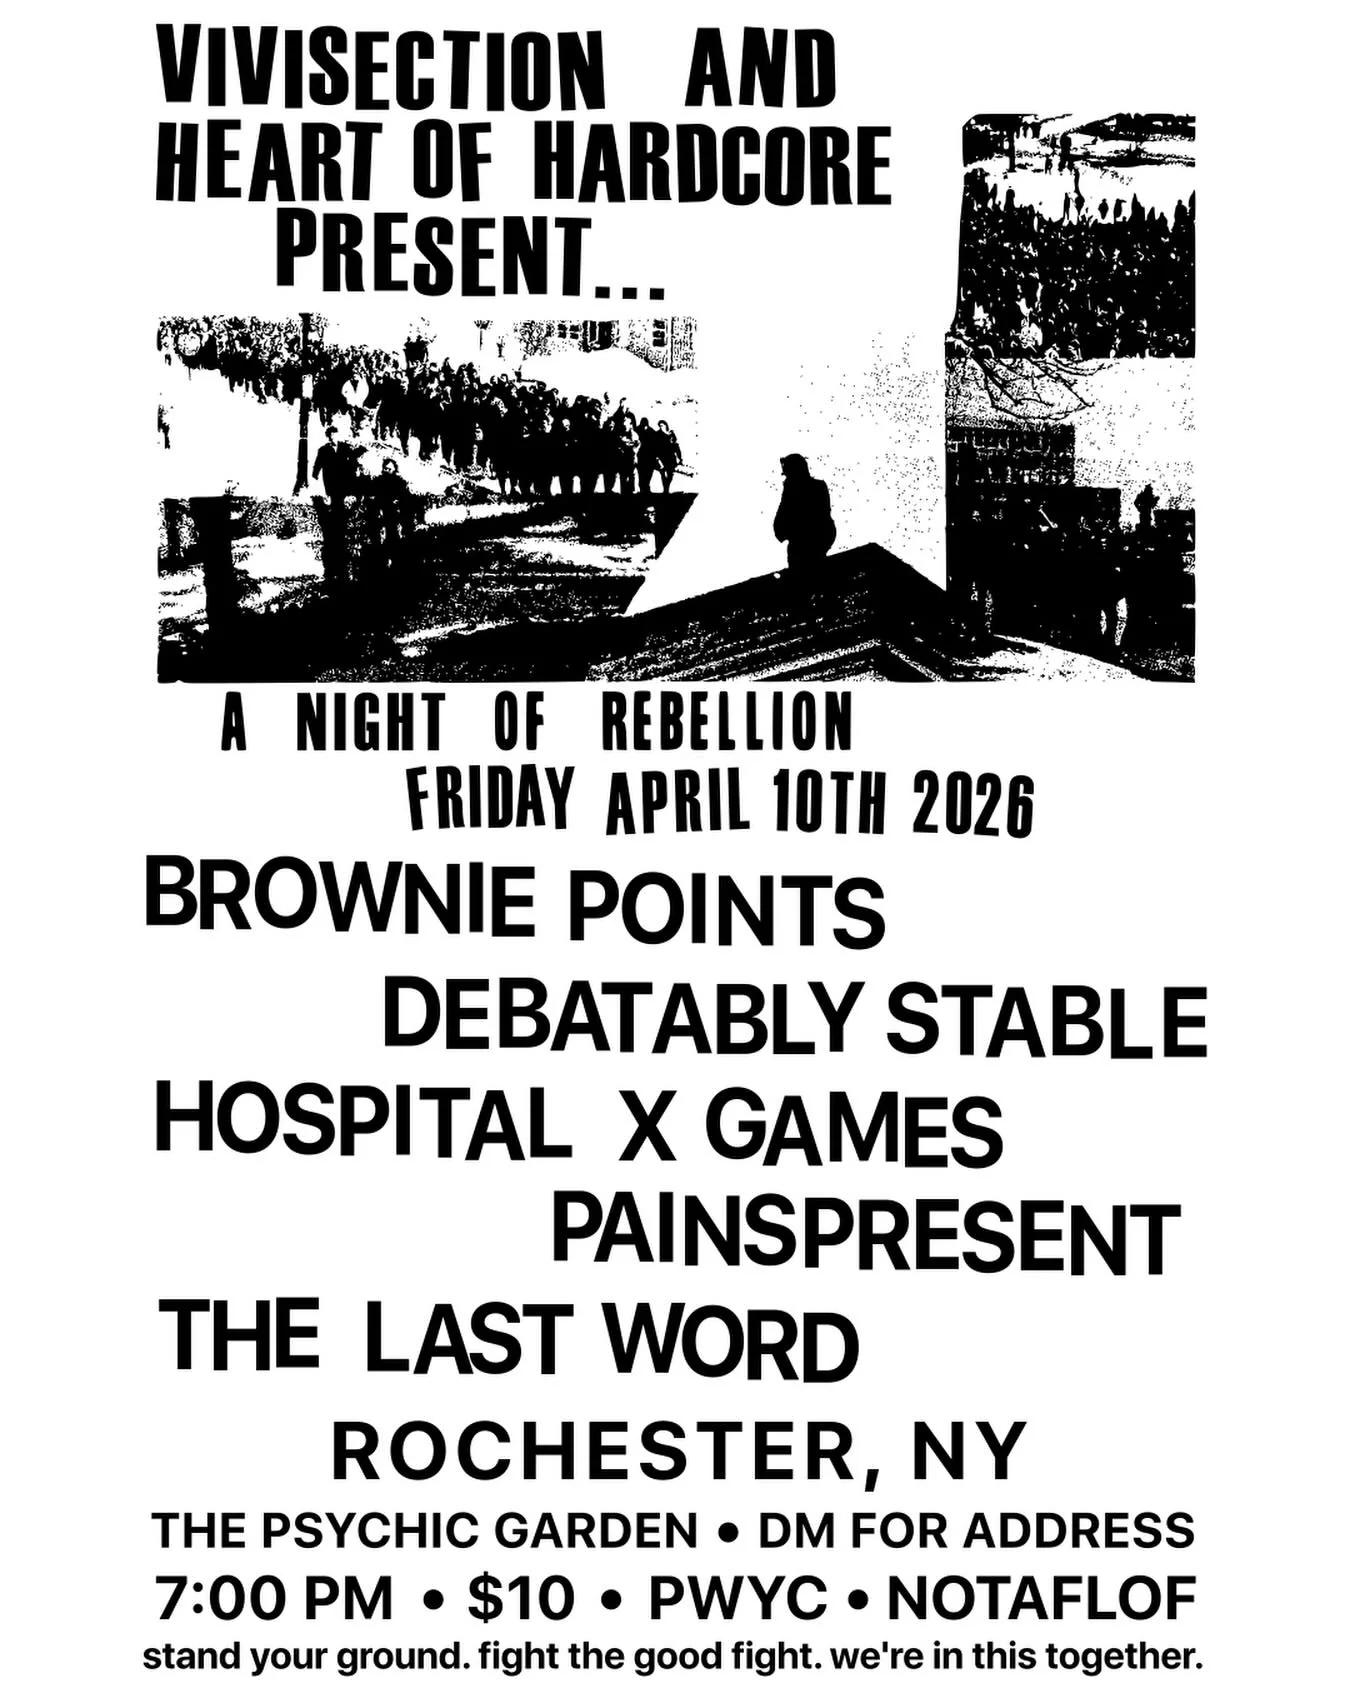 VIVISECTION AND
HEART OF HARDCORE
PRESENT...
A NIGHT OF REBELLION
FRIDAY APRIL 10TH 2026
BROWNIE POINTS
DEBATABLY STABLE
HOSPITAL X GAMES
PAINSPRESENT
THE LAST WORD
ROCHESTER, NY
THE PSYCHIC GARDEN • DM FOR ADDRESS
7:00 PM • $10 • PWYC • NOTAFLOF
stand your ground. fight the good fight. we're in this together.